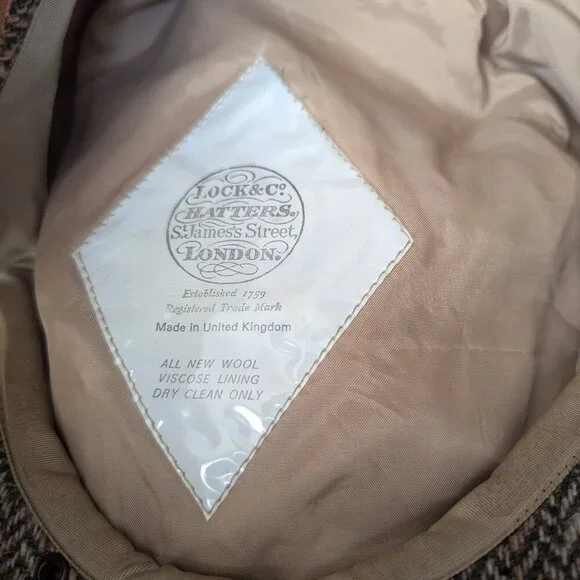 LOCK & Co.
HATTERS.
St. James's Street,
LONDON.
Established 1759
Registered Trade Mark
Made in United Kingdom
ALL NEW WOOL
VISCOSE LINING
DRY CLEAN ONLY